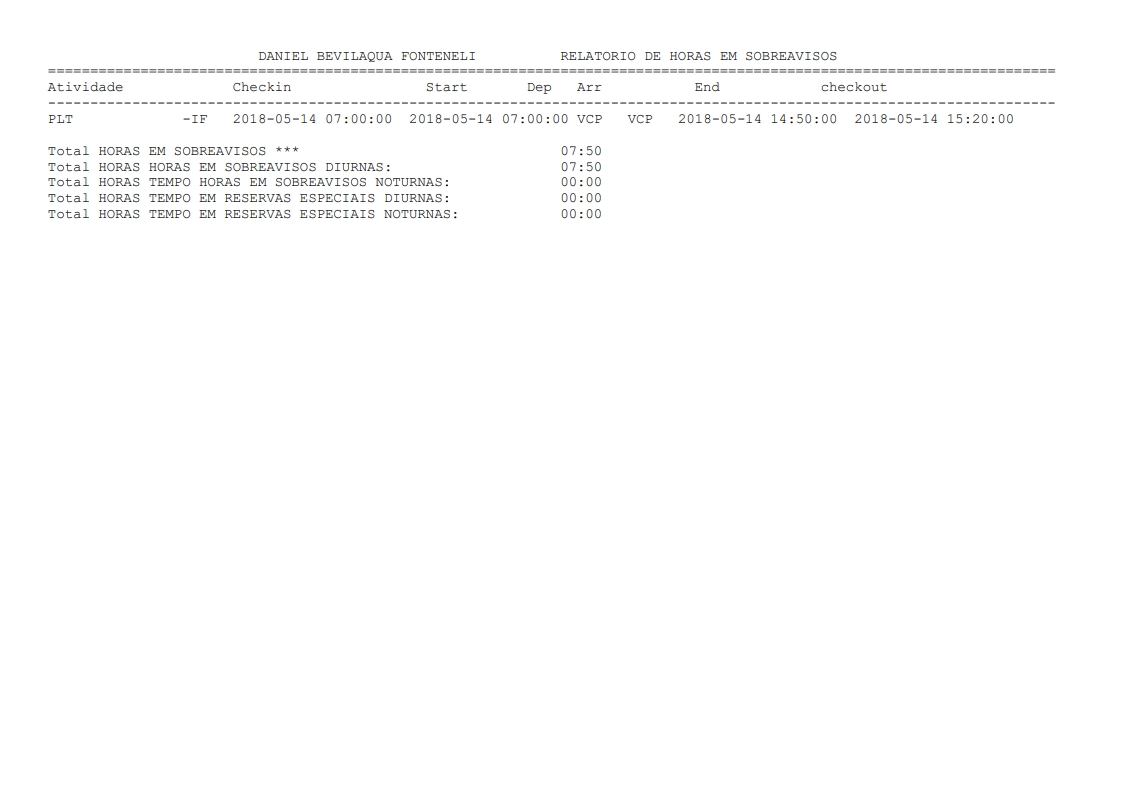 DANIEL BEVILAQUA FONTENELI RELATORIO DE HORAS EM SOBREAVISOS
========================================================================================================================
Atividade Checkin Start Dep Arr End checkout
------------------------------------------------------------------------------------------------------------------------
PLT -IF 2018-05-14 07:00:00 2018-05-14 07:00:00 VCP VCP 2018-05-14 14:50:00 2018-05-14 15:20:00
Total HORAS EM SOBREAVISOS *** 07:50
Total HORAS HORAS EM SOBREAVISOS DIURNAS: 07:50
Total HORAS TEMPO HORAS EM SOBREAVISOS NOTURNAS: 00:00
Total HORAS TEMPO EM RESERVAS ESPECIAIS DIURNAS: 00:00
Total HORAS TEMPO EM RESERVAS ESPECIAIS NOTURNAS: 00:00